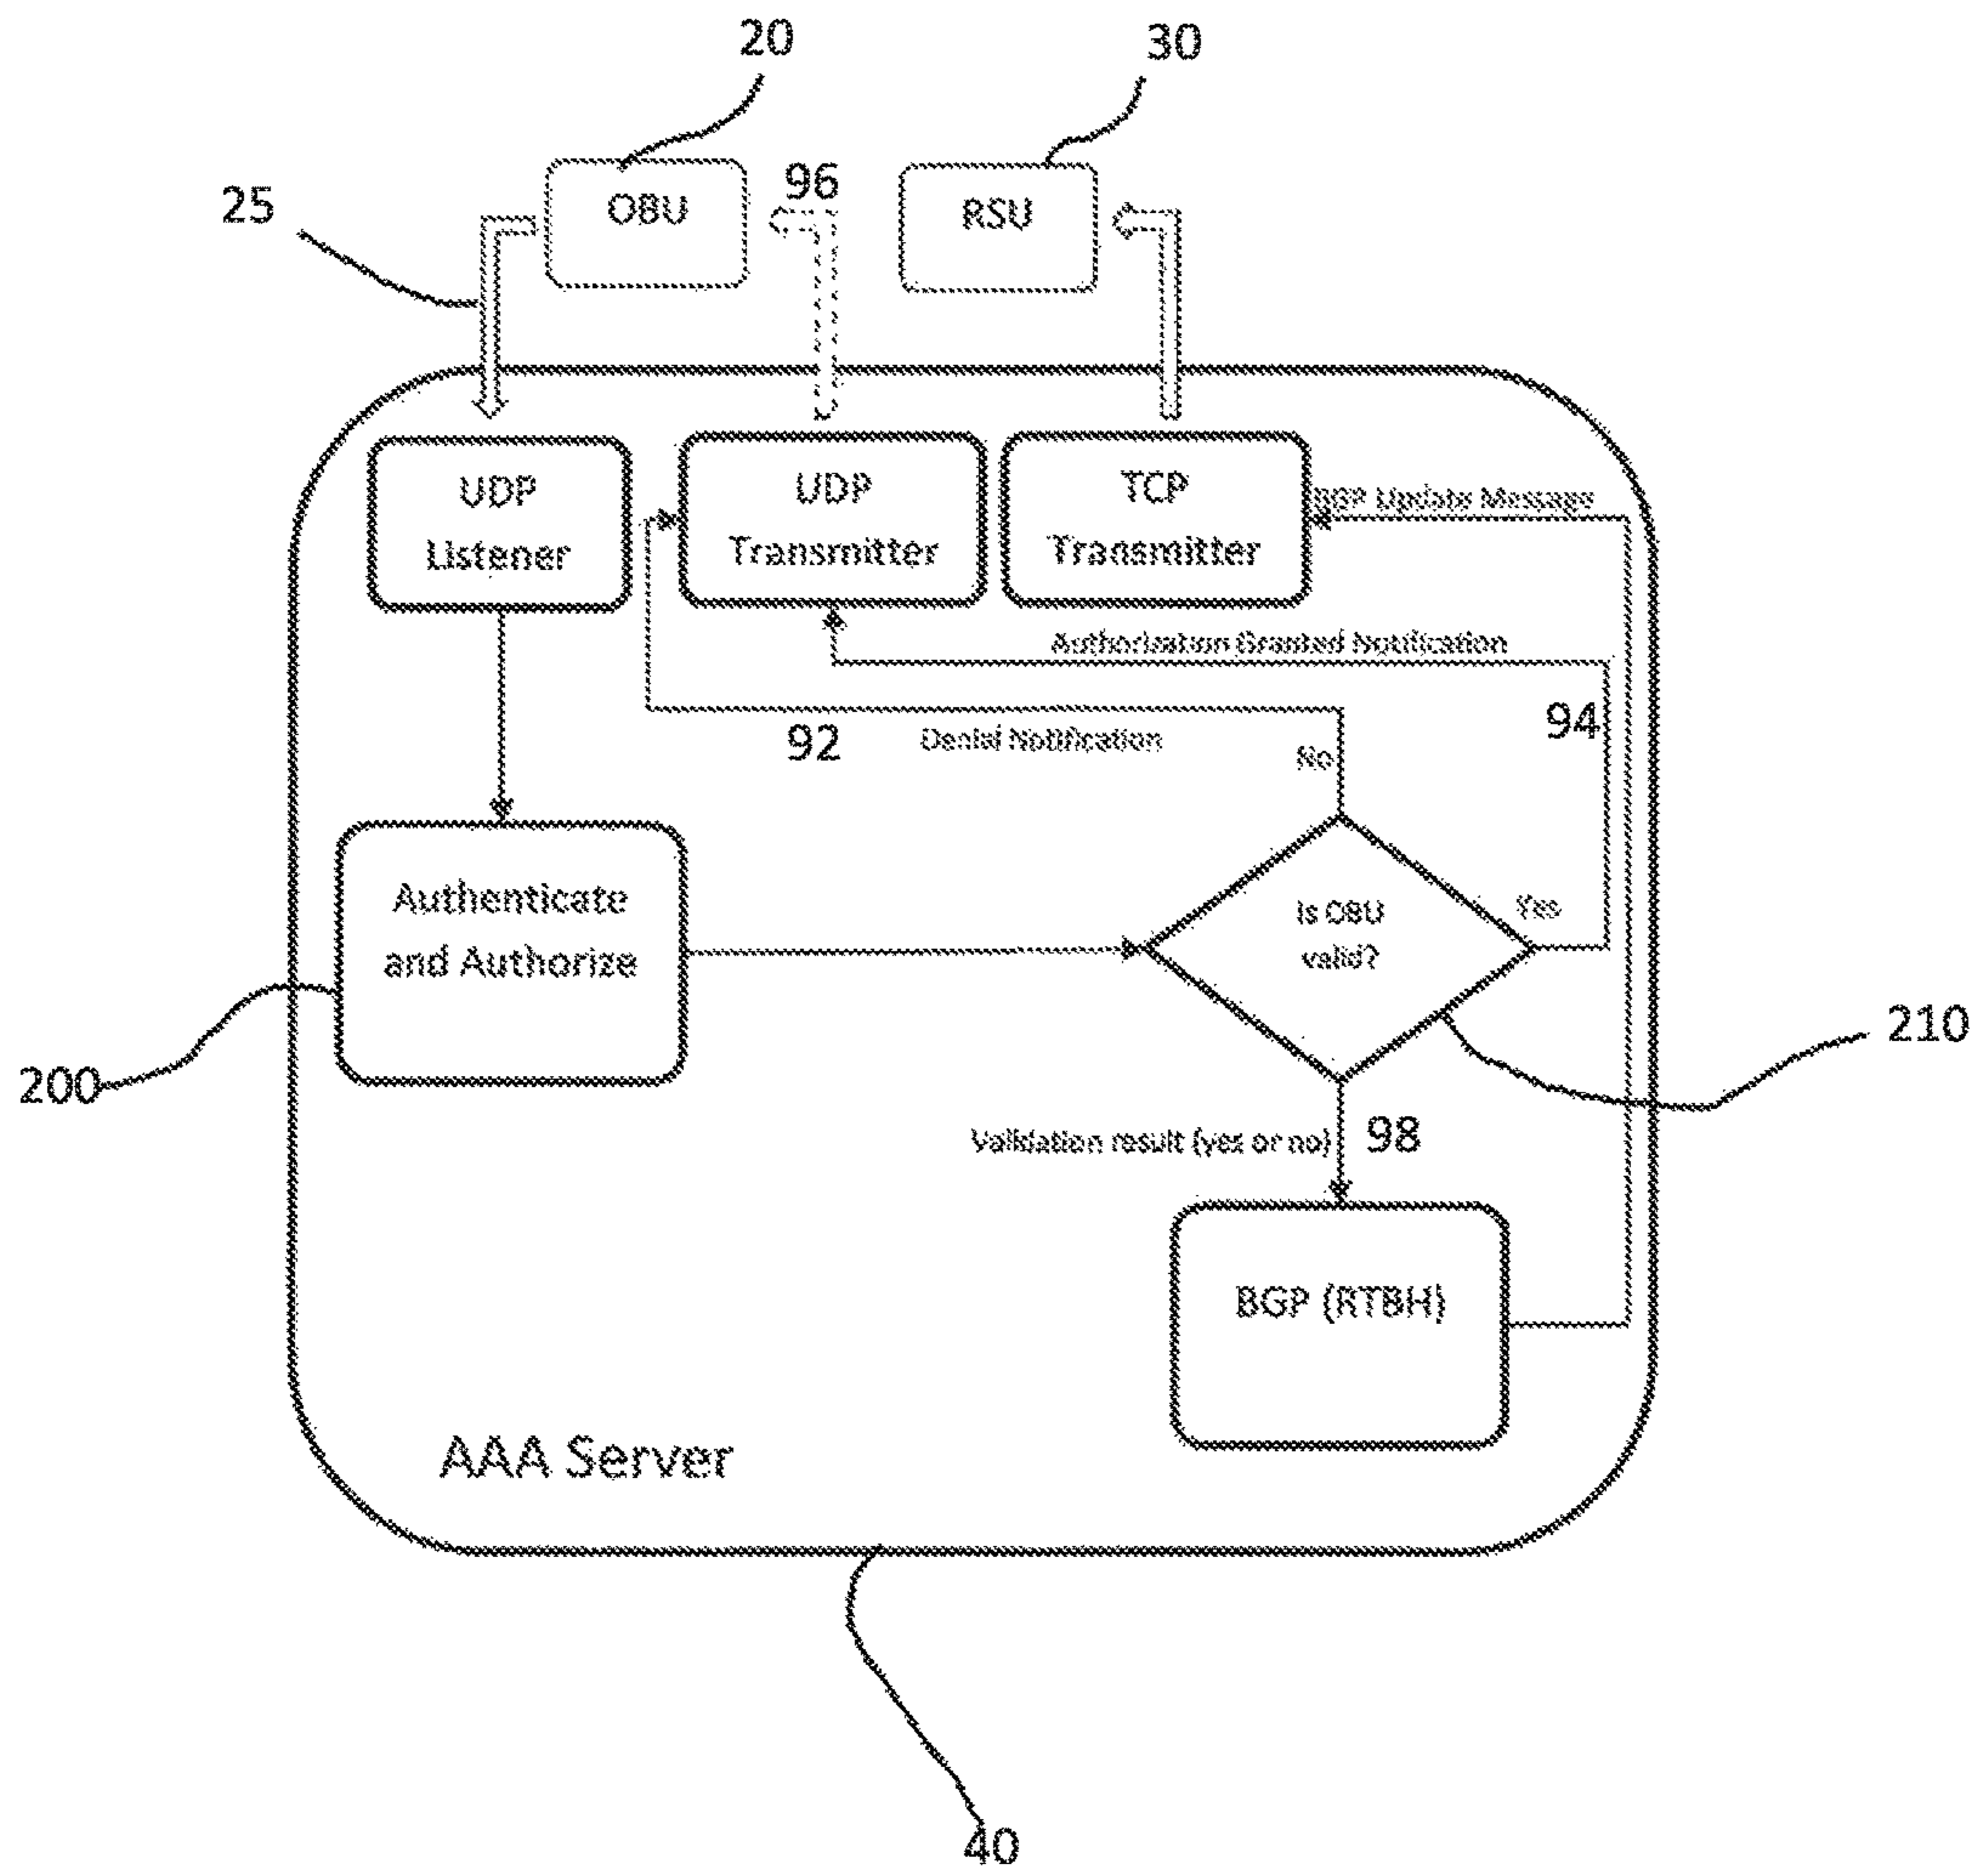 20
30
25
OBU
96
RSU
UDP
Listener
UDP
Transmitter
TCP
Transmitter
BGP Update Message
Authorization Granted Notification
92
Denial Notification
94
No
Authenticate
and Authorize
Is OBU
valid?
Yes
200
210
Validation result (yes or no)
98
BGP (RTBH)
AAA Server
40